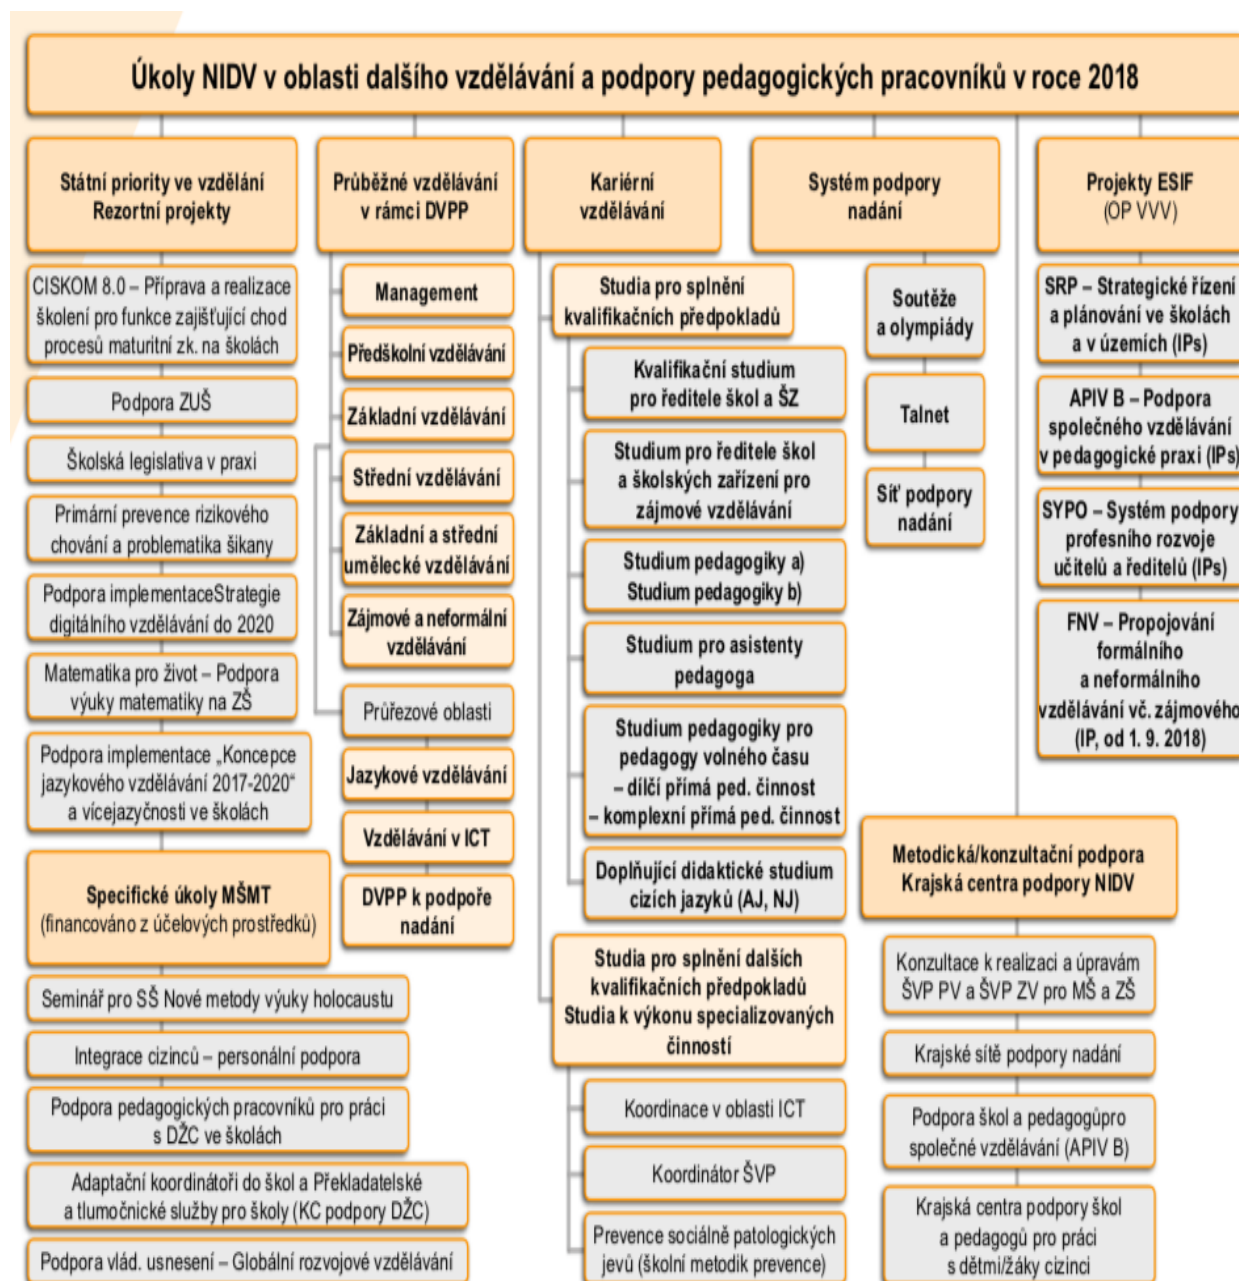 Úkoly NIDV v oblasti dalšího vzdělávání a podpory pedagogických pracovníků v roce 2018
Státní priority ve vzdělání
Rezortní projekty
CISKOM 8.0 – Příprava a realizace
školení pro funkce zajišťující chod
procesů maturitní zk. na školách
Podpora ZUŠ
Školská legislativa v praxi
Primární prevence rizikového
chování a problematika šikany
Podpora implementaceStrategie
digitálního vzdělávání do 2020
Matematika pro život – Podpora
výuky matematiky na ZŠ
Podpora implementace „Koncepce
jazykového vzdělávání 2017-2020“
a vícejazyčnosti ve školách
Specifické úkoly MŠMT
(financováno z účelových prostředků)
Seminář pro SŠ Nové metody výuky holocaustu
Integrace cizinců – personální podpora
Podpora pedagogických pracovníků pro práci
s DŽC ve školách
Adaptační koordinátoři do škol a Překladatelské
a tlumočnické služby pro školy (KC podpory DŽC)
Podpora vlád. usnesení – Globální rozvojové vzdělávání
Průběžné vzdělávání
v rámci DVPP
Management
Předškolní vzdělávání
Základní vzdělávání
Střední vzdělávání
Základní a střední
umělecké vzdělávání
Zájmové a neformální
vzdělávání
Průřezové oblasti
Jazykové vzdělávání
Vzdělávání v ICT
DVPP k podpoře
nadání
Kariérní
vzdělávání
Studia pro splnění
kvalifikačních předpokladů
Kvalifikační studium
pro ředitele škol a ŠZ
Studium pro ředitele škol
a školských zařízení pro
zájmové vzdělávání
Studium pedagogiky a)
Studium pedagogiky b)
Studium pro asistenty
pedagoga
Studium pedagogiky pro
pedagogy volného času
– dílčí přímá ped. činnost
– komplexní přímá ped. činnost
Doplňující didaktické studium
cizích jazyků (AJ, NJ)
Studia pro splnění dalších
kvalifikačních předpokladů
Studia k výkonu specializovaných
činností
Koordinace v oblasti ICT
Koordinátor ŠVP
Prevence sociálně patologických
jevů (školní metodik prevence)
Systém podpory
nadání
Soutěže
a olympiády
Talnet
Síť podpory
nadání
Metodická/konzultační podpora
Krajská centra podpory NIDV
Konzultace k realizaci a úpravám
ŠVP PV a ŠVP ZV pro MŠ a ZŠ
Krajské sítě podpory nadání
Podpora škol a pedagogůpro
společné vzdělávání (APIV B)
Krajská centra podpory škol
a pedagogů pro práci
s dětmi/žáky cizinci
Projekty ESIF
(OP VVV)
SRP – Strategické řízení
a plánování ve školách
a v územích (IPs)
APIV B – Podpora
společného vzdělávání
v pedagogické praxi (IPs)
SYPO – Systém podpory
profesního rozvoje
učitelů a ředitelů (IPs)
FNV – Propojování
formálního
a neformálního
vzdělávání vč. zájmového
(IP, od 1. 9. 2018)